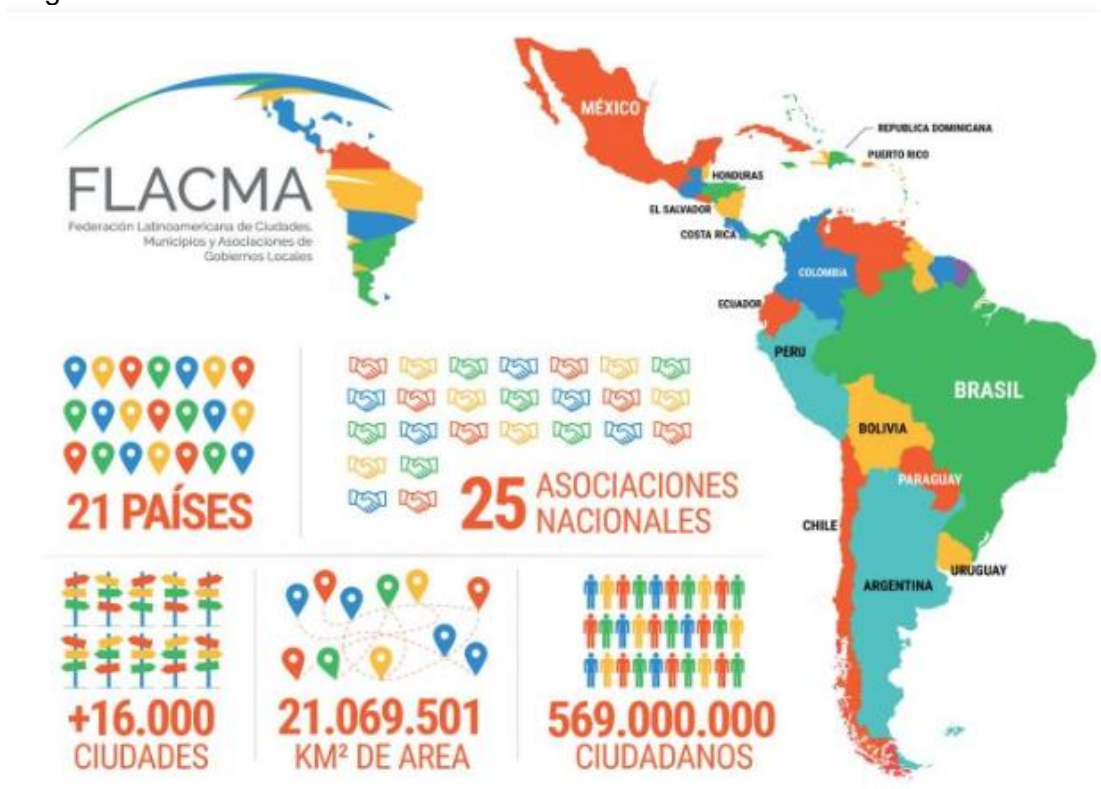 FLACMA
Federación Latinoamericana de Ciudades,
Municipios y Asociaciones de
Gobiernos Locales
MÉXICO
REPUBLICA DOMINICANA
PUERTO RICO
HONDURAS
EL SALVADOR
COSTA RICA
COLOMBIA
ECUADOR
PERU
BRASIL
BOLIVIA
PARAGUAY
CHILE
ARGENTINA
URUGUAY
21 PAÍSES
25 ASOCIACIONES
NACIONALES
+16.000
CIUDADES
21.069.501
KM² DE AREA
569.000.000
CIUDADANOS